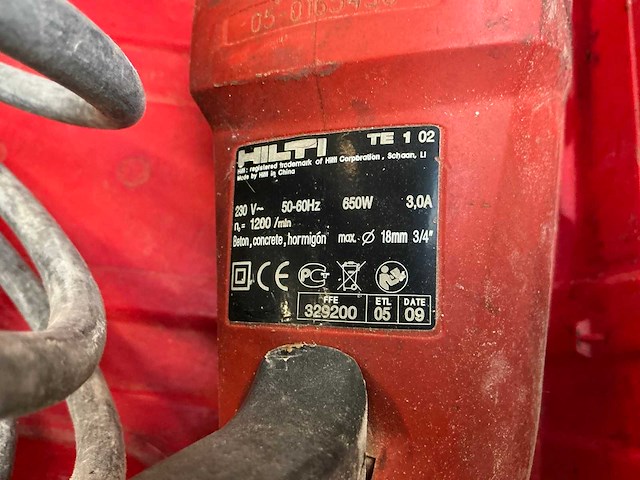 HILTI TE 1 02
Hilti : registered trademark of Hilti Corporation, Schaan, LI
Made by Hilti in China
230 V~ 50-60Hz 650W 3,0A
n₀ = 1200 /min
Beton, concrete, hormigón max. Ø 18mm 3/4"
CE PCT
FFE ETL DATE
329200 05 09